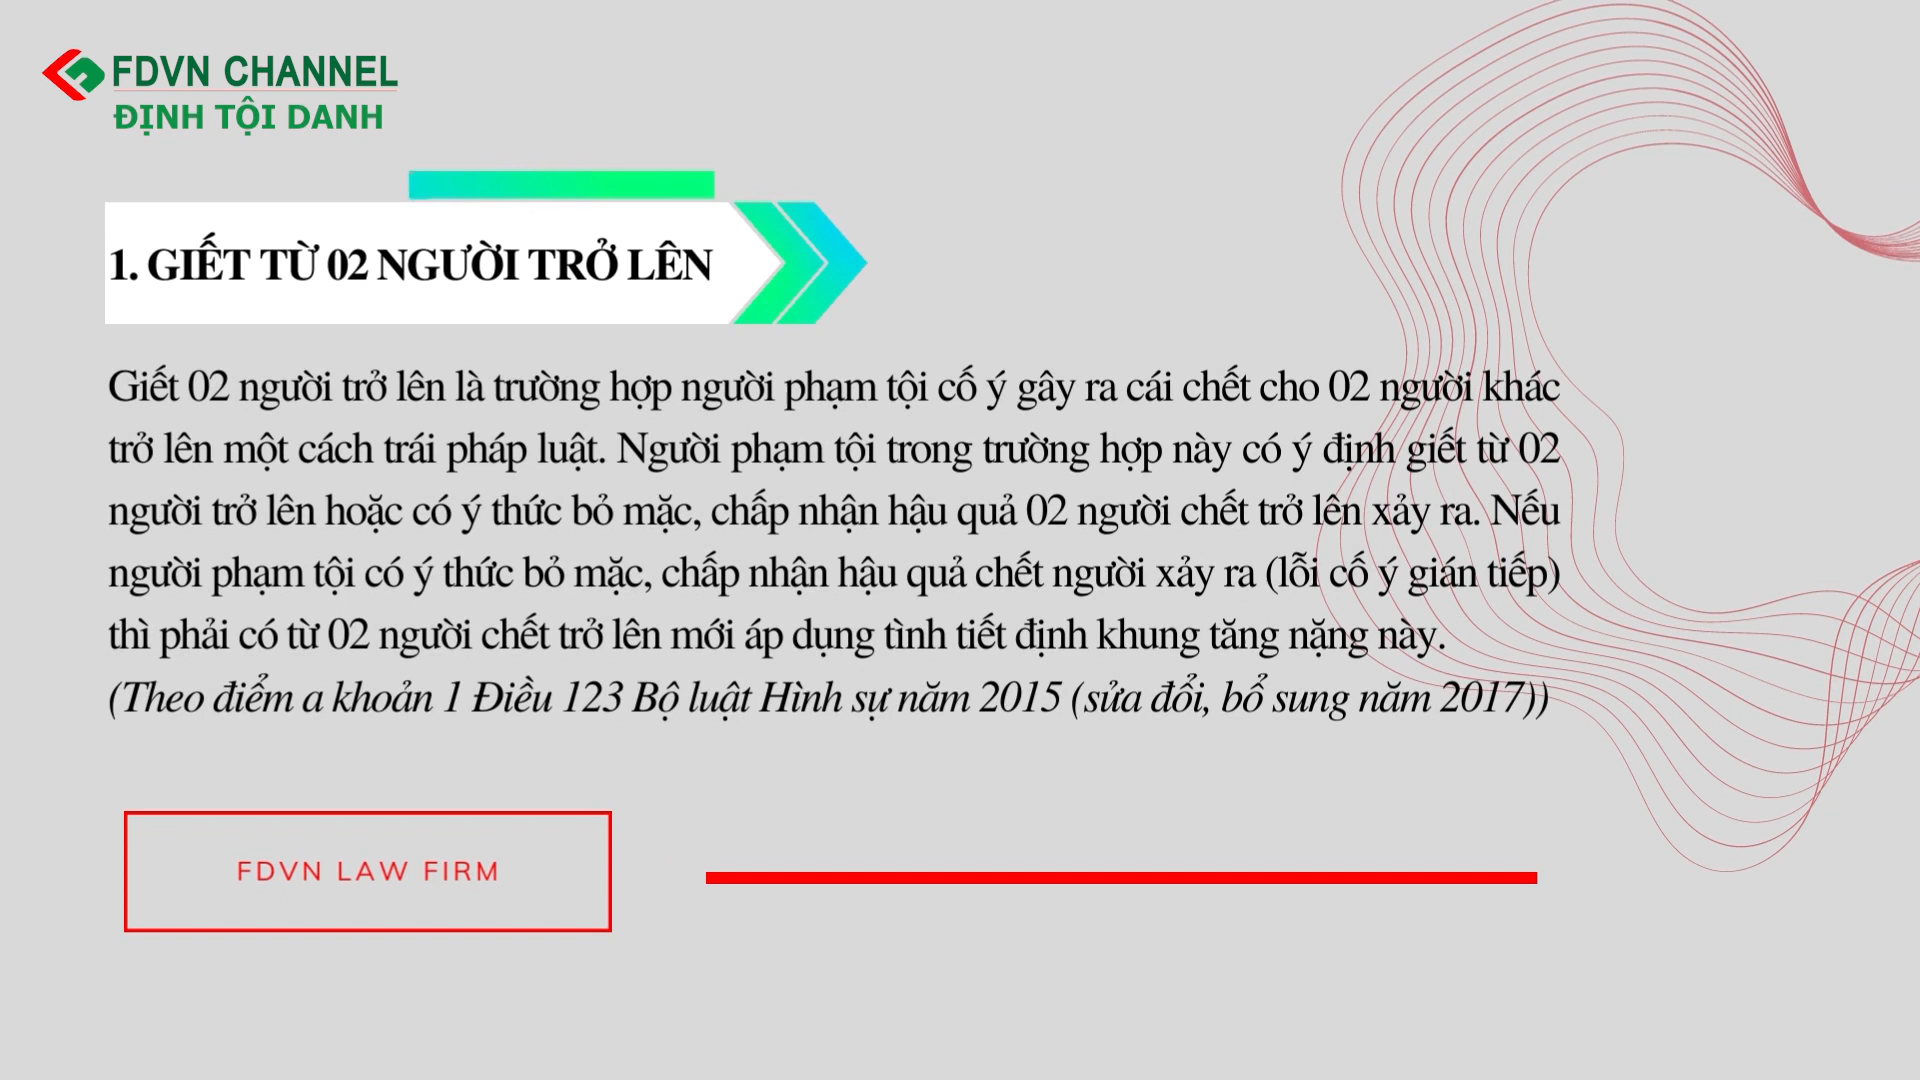 FDVN CHANNEL
ĐỊNH TỘI DANH
1. GIẾT TỪ 02 NGƯỜI TRỞ LÊN
Giết 02 người trở lên là trường hợp người phạm tội cố ý gây ra cái chết cho 02 người khác
trở lên một cách trái pháp luật. Người phạm tội trong trường hợp này có ý định giết từ 02
người trở lên hoặc có ý thức bỏ mặc, chấp nhận hậu quả 02 người chết trở lên xảy ra. Nếu
người phạm tội có ý thức bỏ mặc, chấp nhận hậu quả chết người xảy ra (lỗi cố ý gián tiếp)
thì phải có từ 02 người chết trở lên mới áp dụng tình tiết định khung tăng nặng này.
(Theo điểm a khoản 1 Điều 123 Bộ luật Hình sự năm 2015 (sửa đổi, bổ sung năm 2017))
FDVN LAW FIRM